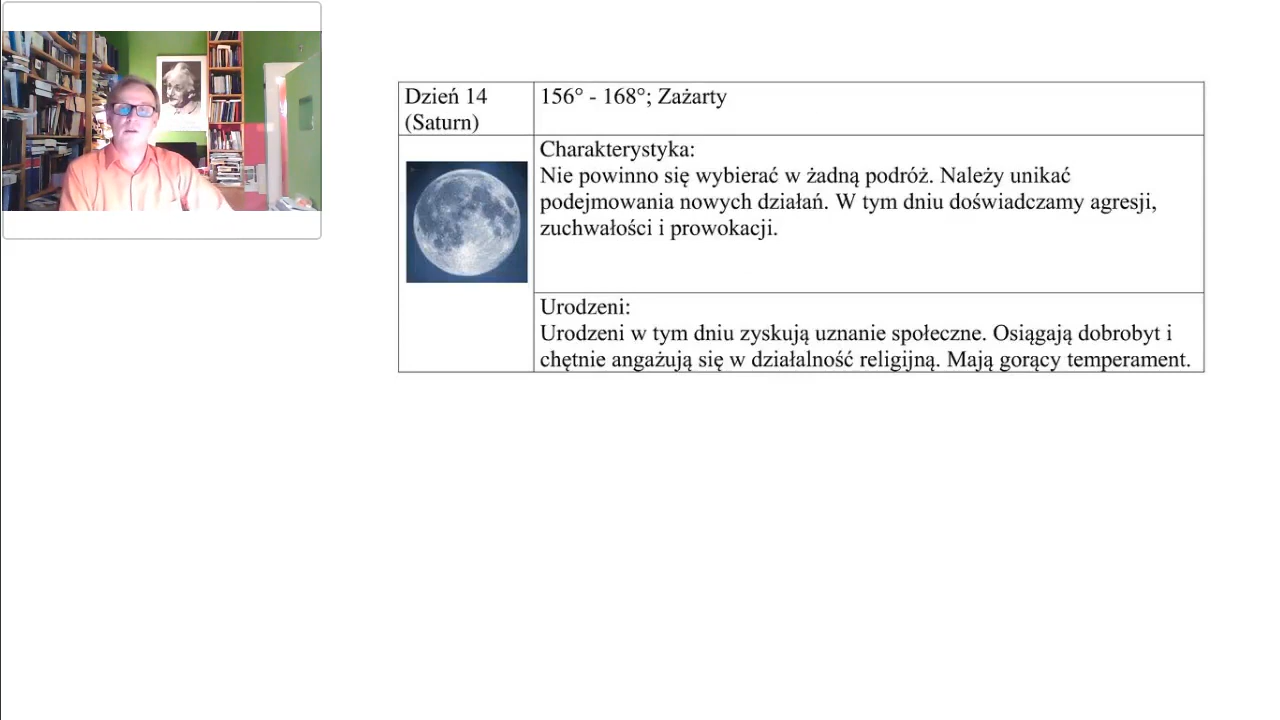 Dzień 14
(Saturn)
156° - 168°; Zażarty
Charakterystyka:
Nie powinno się wybierać w żadną podróż. Należy unikać
podejmowania nowych działań. W tym dniu doświadczamy agresji,
zuchwałości i prowokacji.
Urodzeni:
Urodzeni w tym dniu zyskują uznanie społeczne. Osiągają dobrobyt i
chętnie angażują się w działalność religijną. Mają gorący temperament.